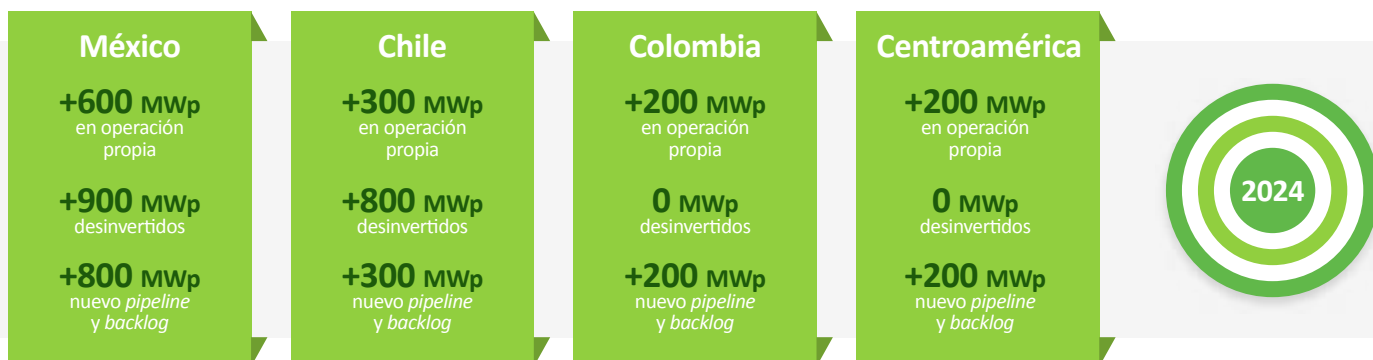 México
+600 MWp
en operación
propia
+900 MWp
desinvertidos
+800 MWp
nuevo pipeline
y backlog
Chile
+300 MWp
en operación
propia
+800 MWp
desinvertidos
+300 MWp
nuevo pipeline
y backlog
Colombia
+200 MWp
en operación
propia
0 MWp
desinvertidos
+200 MWp
nuevo pipeline
y backlog
Centroamérica
+200 MWp
en operación
propia
0 MWp
desinvertidos
+200 MWp
nuevo pipeline
y backlog
2024